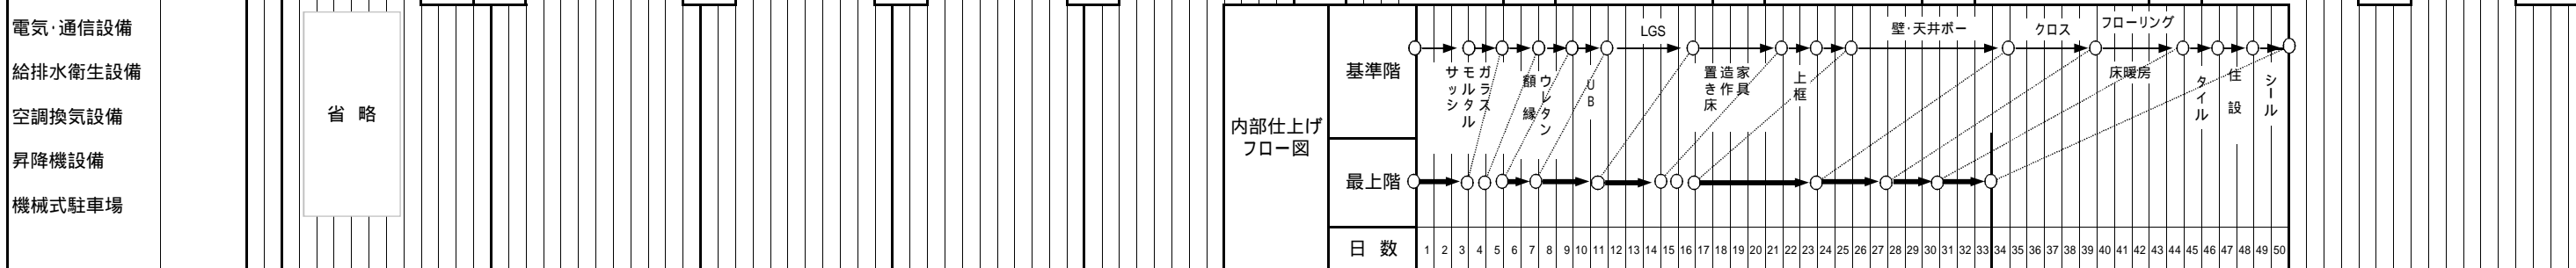 電気･通信設備
給排水衛生設備
空調換気設備
昇降機設備
機械式駐車場
省 略
内部仕上げ
フロー図
基準階
最上階
日 数
LGS
壁･天井ボー
クロス
フローリング
サッシ
モルタル
ガラス
額縁
ウレタン
UB
置き床
造作
家具
上框
床暖房
タイル
住設
シール
1 2 3 4 5 6 7 8 9 10 11 12 13 14 15 16 17 18 19 20 21 22 23 24 25 26 27 28 29 30 31 32 33 34 35 36 37 38 39 40 41 42 43 44 45 46 47 48 49 50